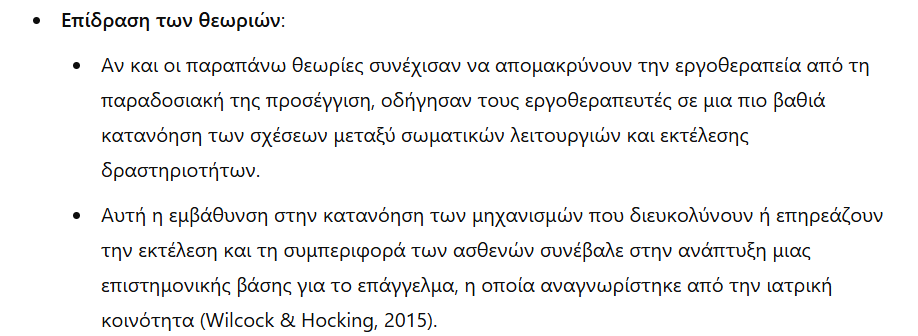 • Επίδραση των θεωριών:
• Αν και οι παραπάνω θεωρίες συνέχισαν να απομακρύνουν την εργοθεραπεία από τη
παραδοσιακή της προσέγγιση, οδήγησαν τους εργοθεραπευτές σε μια πιο βαθιά
κατανόηση των σχέσεων μεταξύ σωματικών λειτουργιών και εκτέλεσης
δραστηριοτήτων.
• Αυτή η εμβάθυνση στην κατανόηση των μηχανισμών που διευκολύνουν ή επηρεάζουν
την εκτέλεση και τη συμπεριφορά των ασθενών συνέβαλε στην ανάπτυξη μιας
επιστημονικής βάσης για το επάγγελμα, η οποία αναγνωρίστηκε από την ιατρική
κοινότητα (Wilcock & Hocking, 2015).